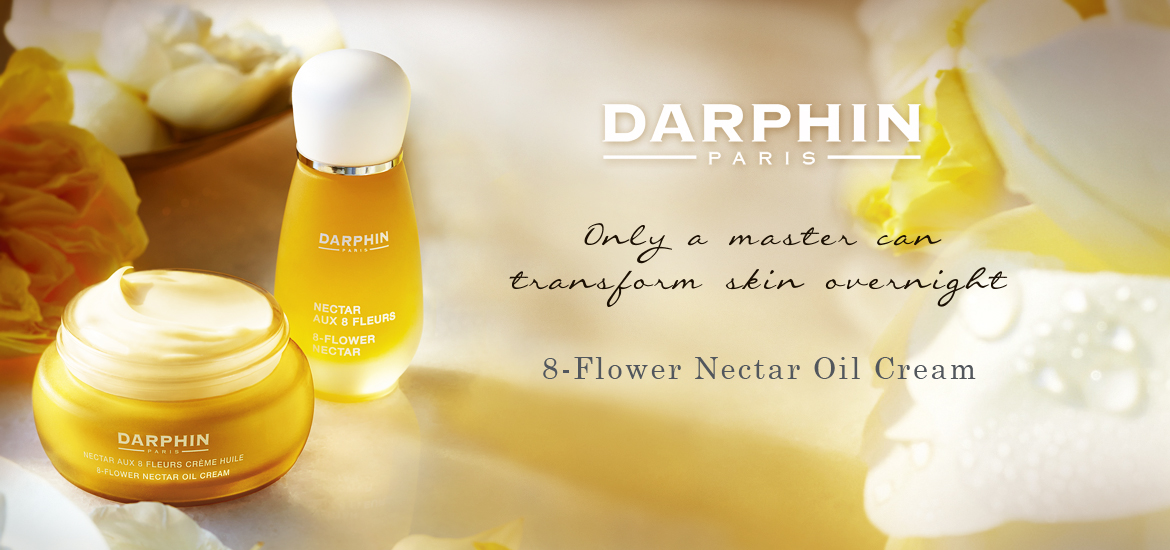 DARPHIN
PARIS
Only a master can
transform skin overnight
8-Flower Nectar Oil Cream
DARPHIN
PARIS
NECTAR
AUX 8 FLEURS
8-FLOWER
NECTAR
DARPHIN
PARIS
NECTAR AUX 8 FLEURS CRÈME HUILE
8-FLOWER NECTAR OIL CREAM